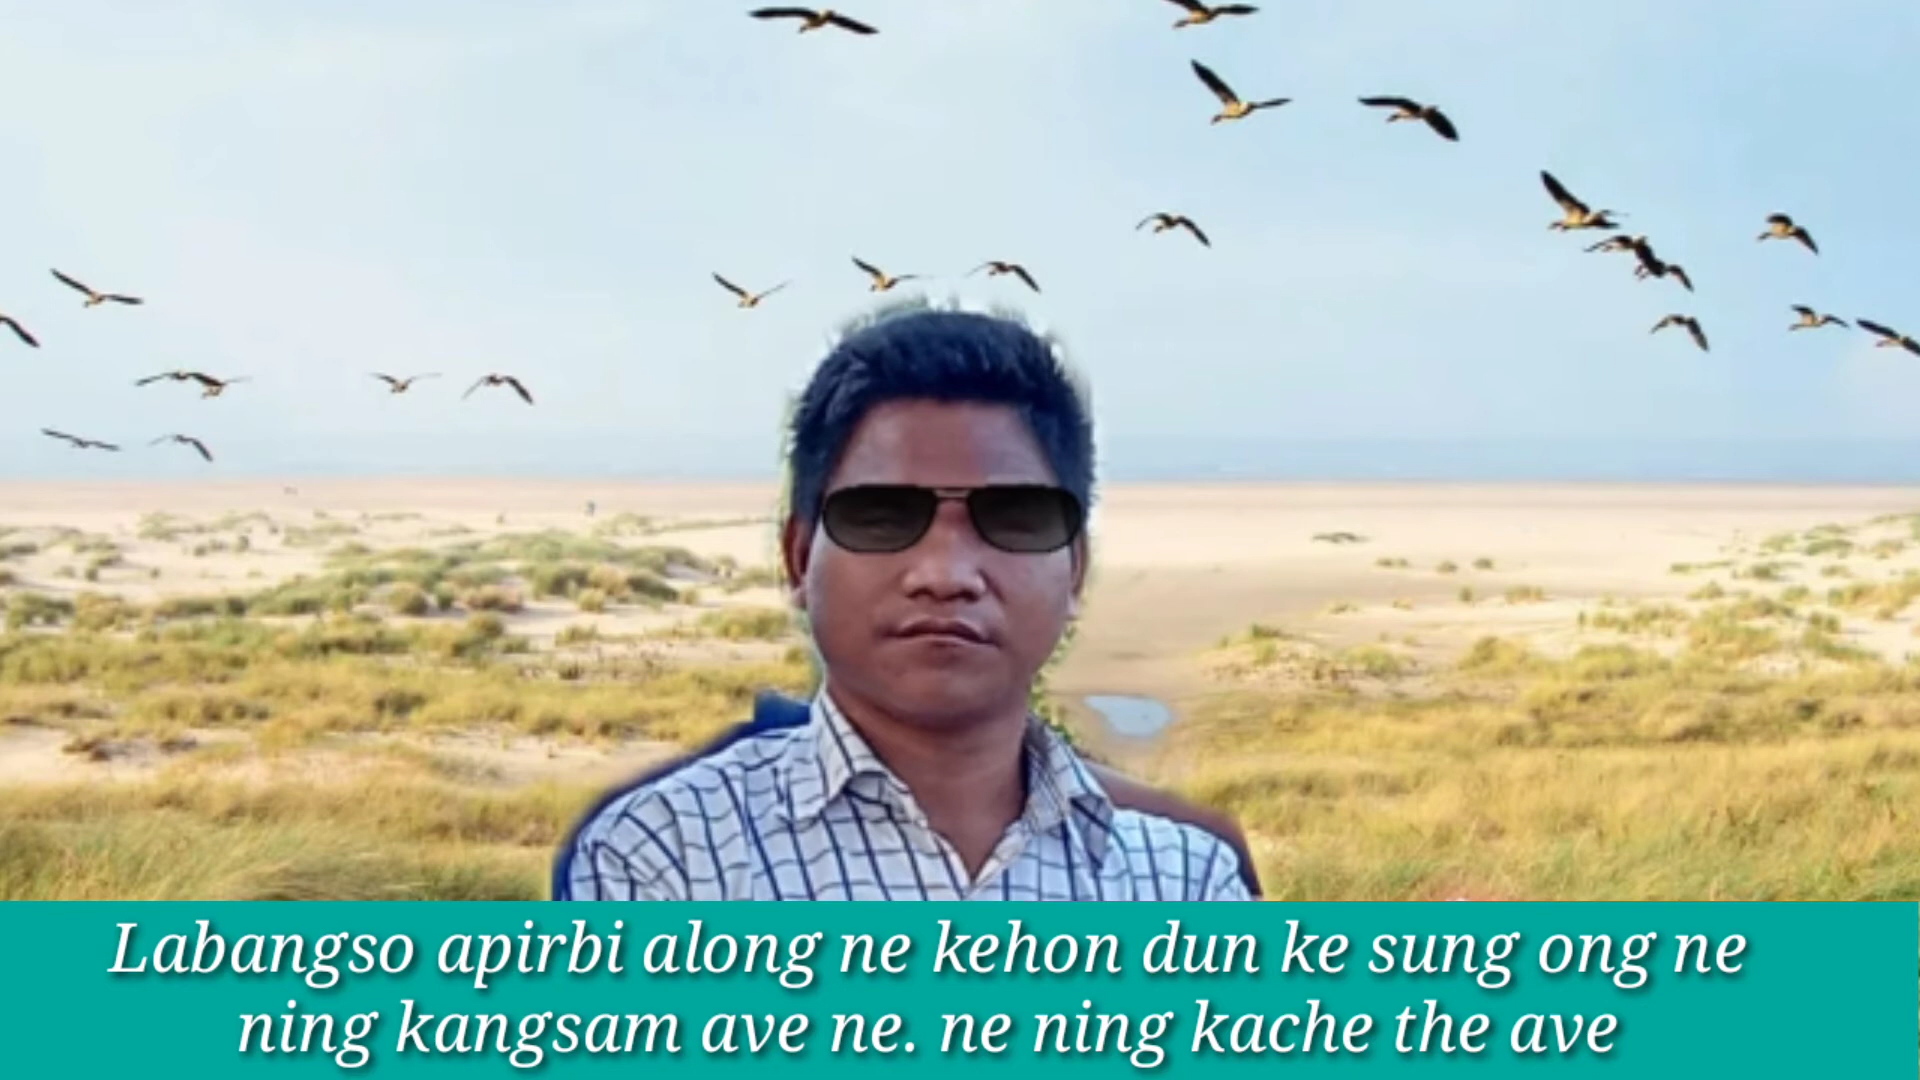 Labangso apirbi along ne kehon dun ke sung ong ne
ning kangsam ave ne. ne ning kache the ave